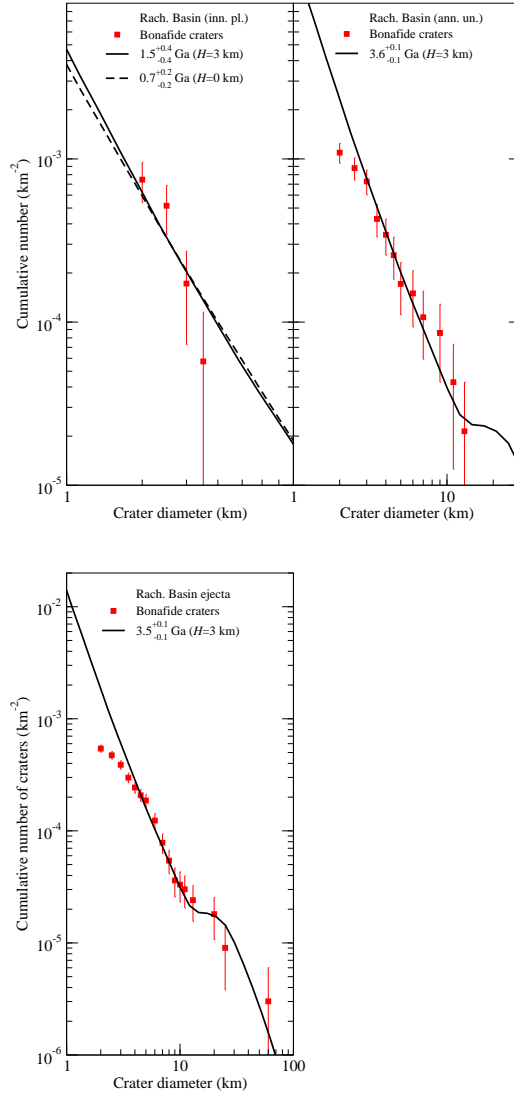 Rach. Basin (inn. pl.)
Bonafide craters
1.5+0.4-0.4 Ga (H=3 km)
0.7+0.2-0.2 Ga (H=0 km)
Rach. Basin (ann. un.)
Bonafide craters
3.6+0.1-0.1 Ga (H=3 km)
Cumulative number (km-2)
10-3
10-4
10-5
1
1
10
Crater diameter (km)
Crater diameter (km)
Rach. Basin ejecta
Bonafide craters
3.5+0.1-0.1 Ga (H=3 km)
Cumulative number of craters (km-2)
10-2
10-3
10-4
10-5
10-6
1
10
100
Crater diameter (km)